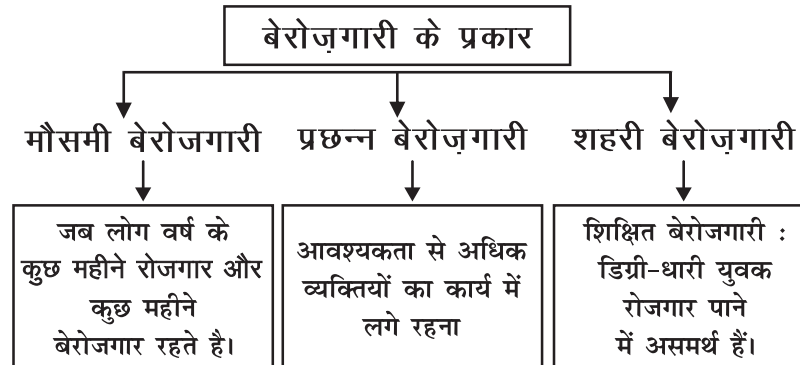 बेरोज़गारी के प्रकार
मौसमी बेरोजगारी
प्रछन्न बेरोज़गारी
शहरी बेरोज़गारी
जब लोग वर्ष के
कुछ महीने रोजगार और
कुछ महीने
बेरोजगार रहते है।
आवश्यकता से अधिक
व्यक्तियों का कार्य में
लगे रहना
शिक्षित बेरोजगारी :
डिग्री-धारी युवक
रोजगार पाने
में असमर्थ हैं।